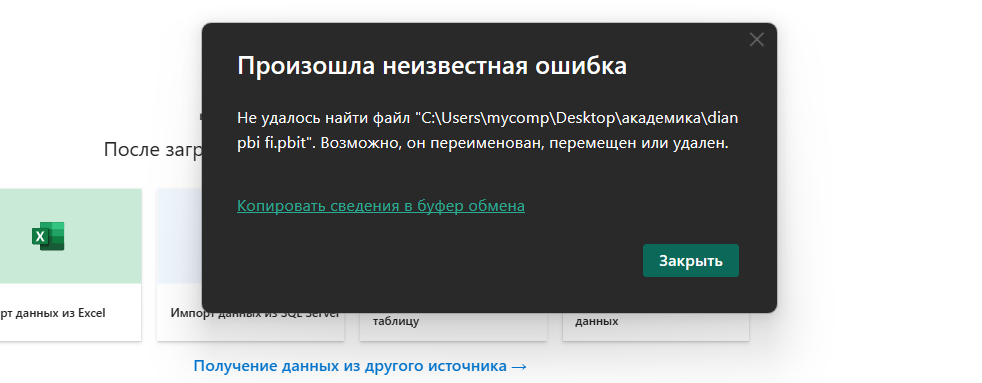 Произошла неизвестная ошибка
Не удалось найти файл "C:\Users\mycomp\Desktop\академика\dian
pbi fi.pbit". Возможно, он переименован, перемещен или удален.
После загр
Копировать сведения в буфер обмена
X
Закрыть
рт данных из Excel
Импорт данных из SQL Server
таблицу
данных
Получение данных из другого источника →